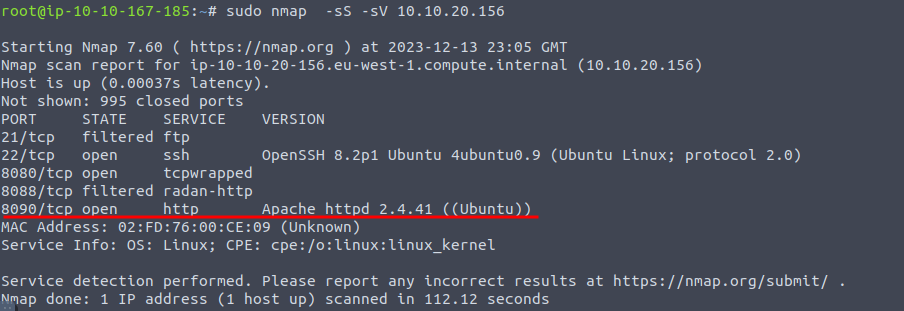 root@ip-10-10-167-185:~# sudo nmap  -sS -sV 10.10.20.156

Starting Nmap 7.60 ( https://nmap.org ) at 2023-12-13 23:05 GMT
Nmap scan report for ip-10-10-20-156.eu-west-1.compute.internal (10.10.20.156)
Host is up (0.00037s latency).
Not shown: 995 closed ports
PORT     STATE    SERVICE    VERSION
21/tcp   filtered ftp
22/tcp   open     ssh        OpenSSH 8.2p1 Ubuntu 4ubuntu0.9 (Ubuntu Linux; protocol 2.0)
8080/tcp open     tcpwrapped
8088/tcp filtered radan-http
8090/tcp open     http       Apache httpd 2.4.41 ((Ubuntu))
MAC Address: 02:FD:76:00:CE:09 (Unknown)
Service Info: OS: Linux; CPE: cpe:/o:linux:linux_kernel

Service detection performed. Please report any incorrect results at https://nmap.org/submit/ .
Nmap done: 1 IP address (1 host up) scanned in 112.12 seconds